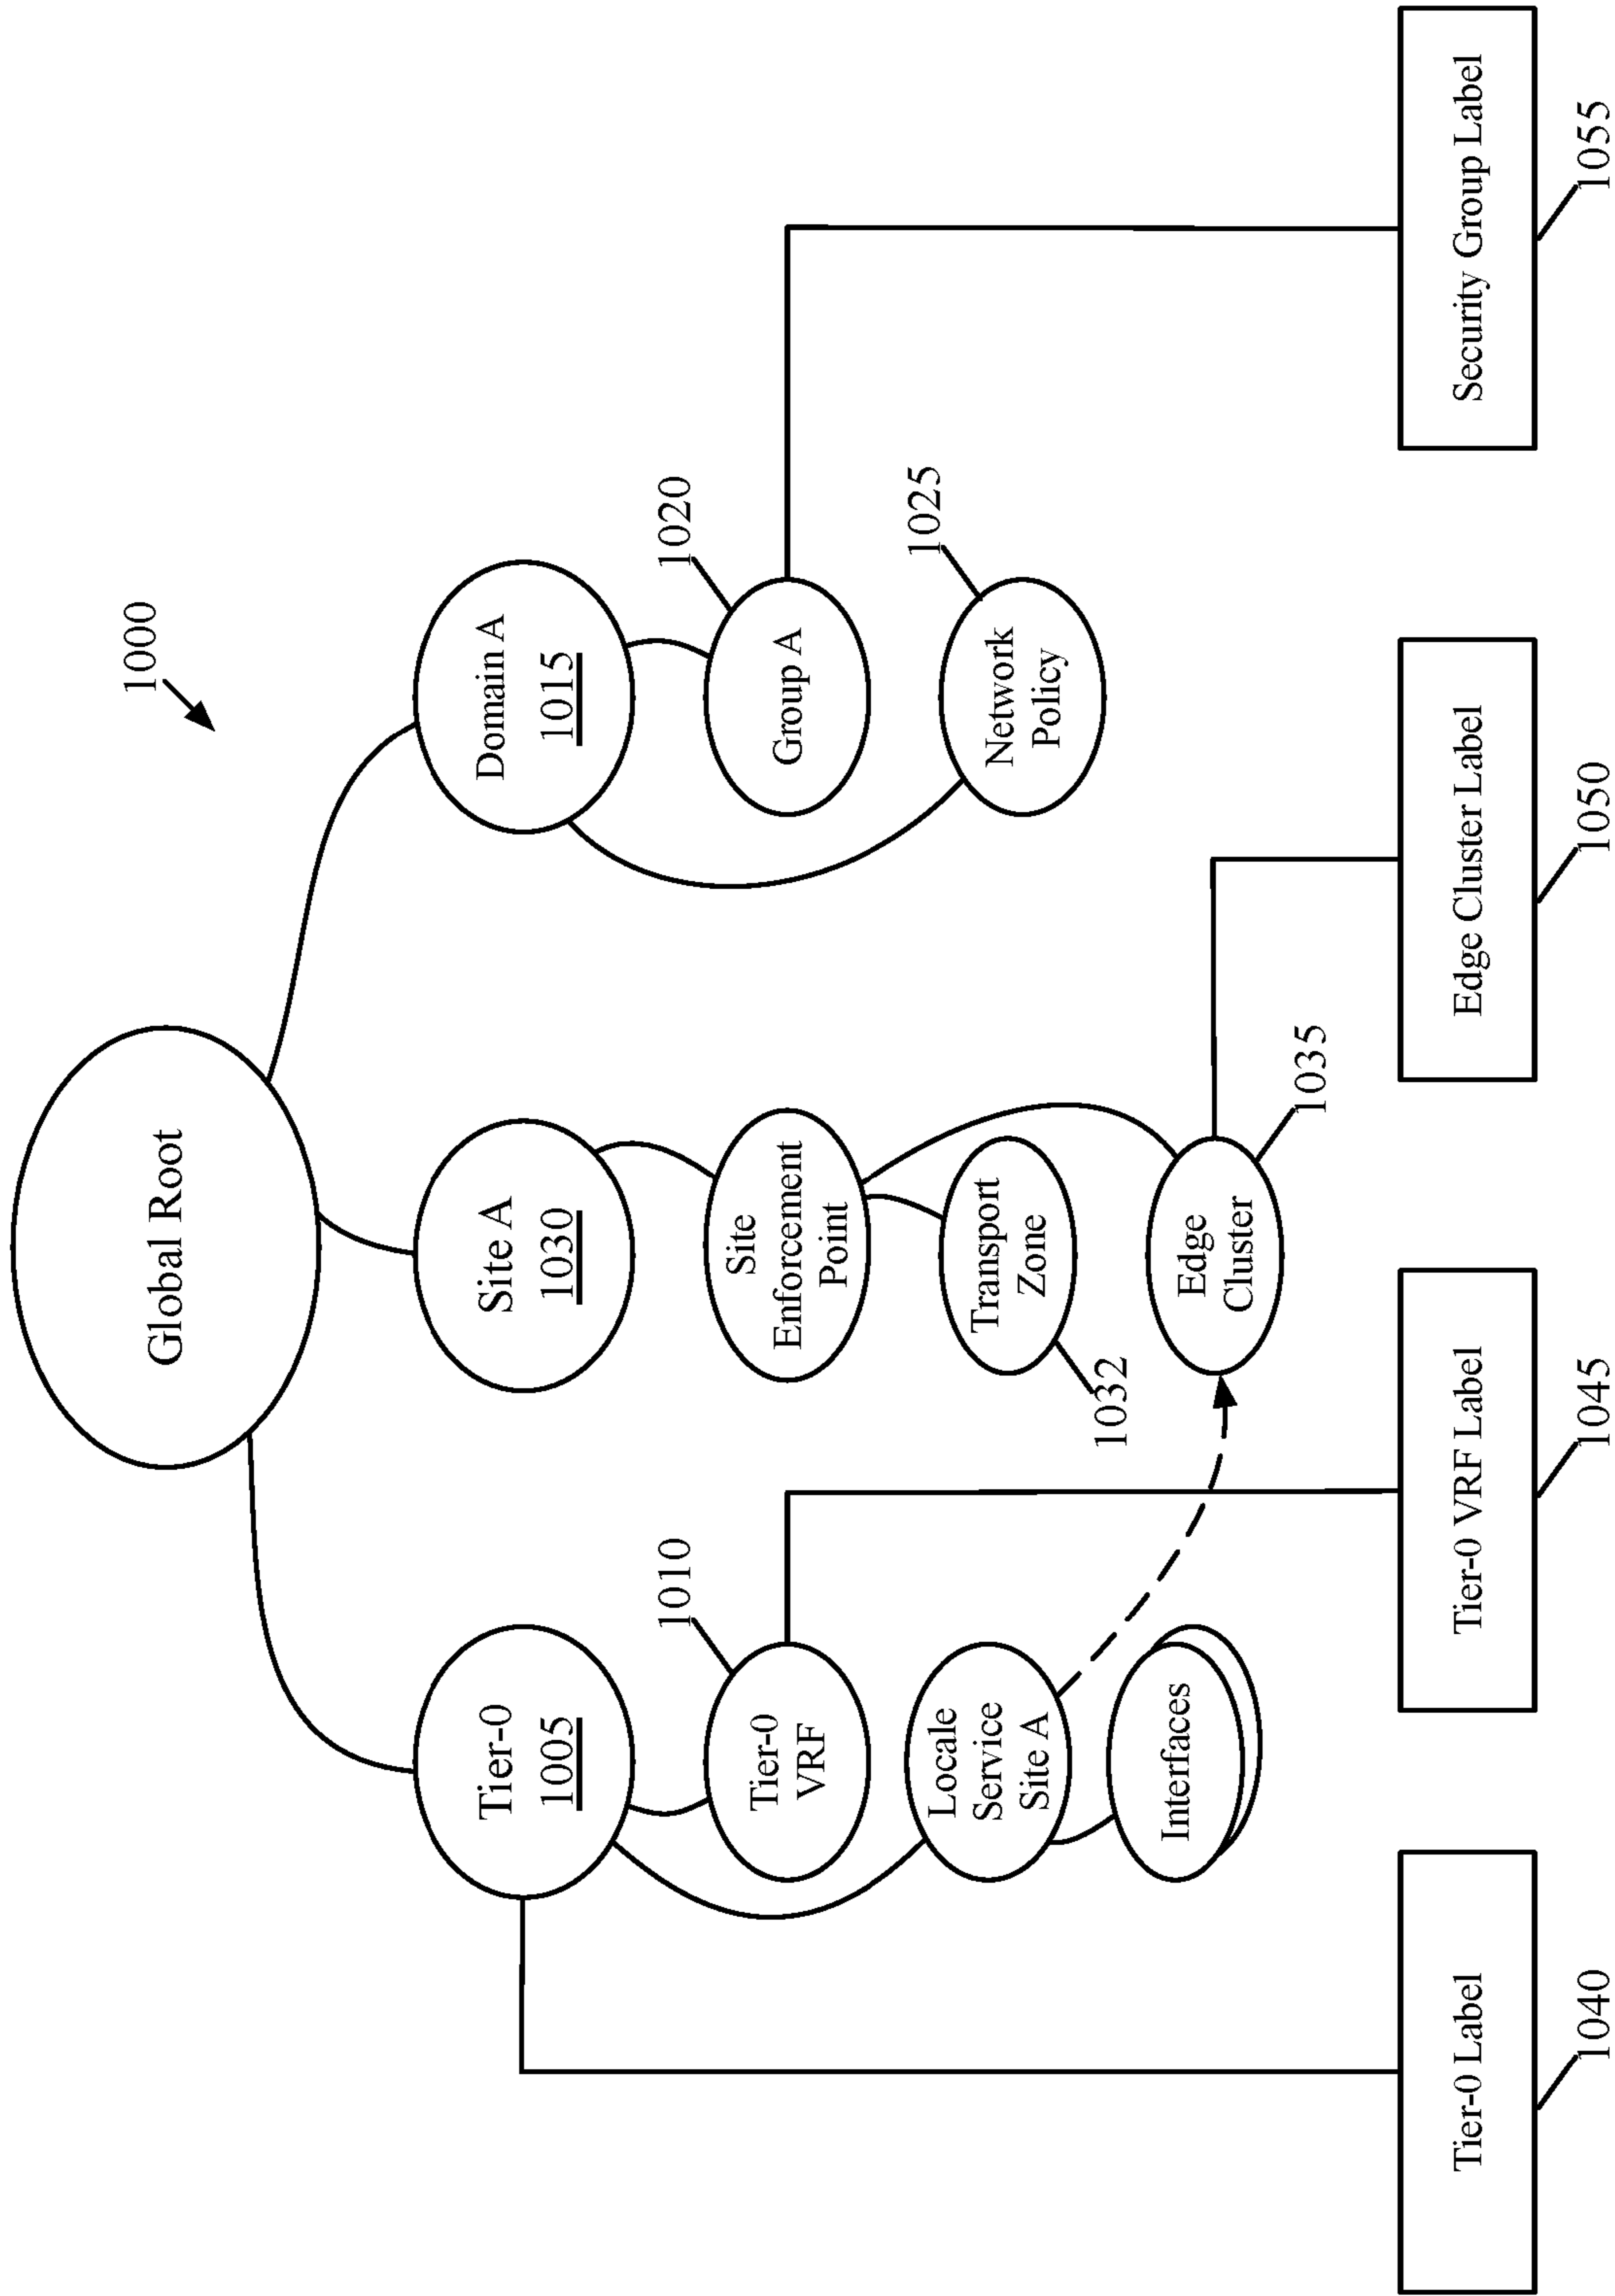 1000
Global Root
Tier-0
1005
Site A
1030
Domain A
1015
1010
1020
Tier-0
VRF
Site
Enforcement
Point
Group A
1025
Locale
Service
Site A
Transport
Zone
1032
Network
Policy
Interfaces
Edge
Cluster
1035
Tier-0 Label
Tier-0 VRF Label
Edge Cluster Label
Security Group Label
1040
1045
1050
1055